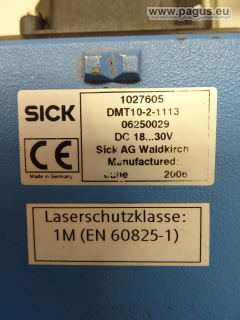 www.pagus.eu
SICK
1027605
DMT10-2-1113
06250029
DC 18...30V
Sick AG Waldkirch
Manufactured:
June 2006
CE
Made in Germany
Laserschutzklasse:
1M (EN 60825-1)